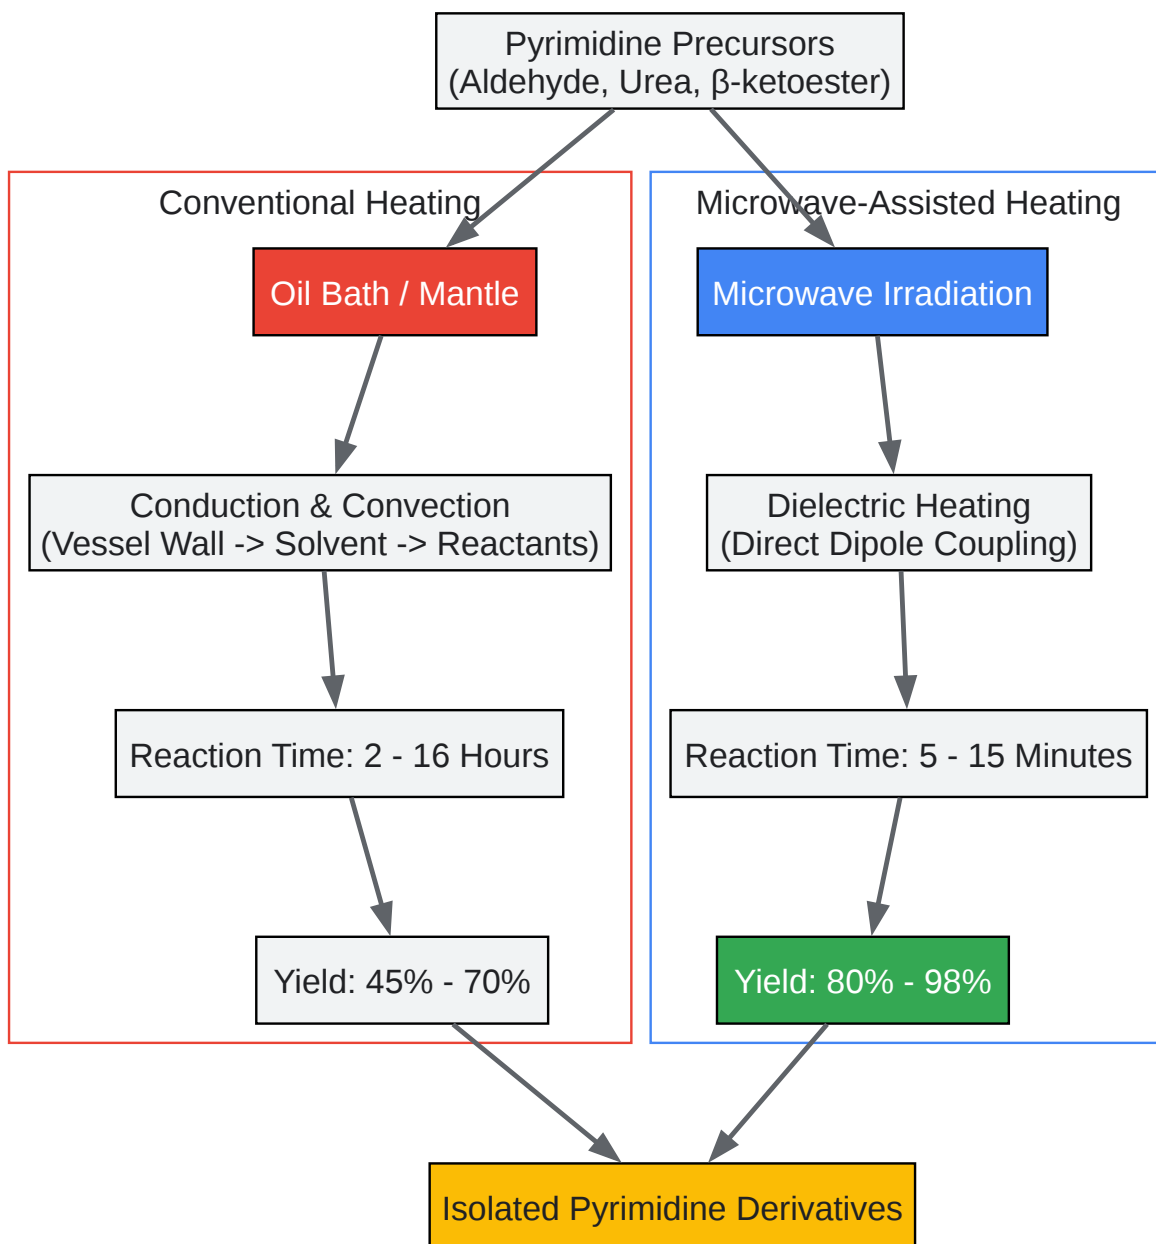 Pyrimidine Precursors
(Aldehyde, Urea, β-ketoester)
Conventional Heating
Microwave-Assisted Heating
Oil Bath / Mantle
Microwave Irradiation
Conduction & Convection
(Vessel Wall -> Solvent -> Reactants)
Dielectric Heating
(Direct Dipole Coupling)
Reaction Time: 2 - 16 Hours
Reaction Time: 5 - 15 Minutes
Yield: 45% - 70%
Yield: 80% - 98%
Isolated Pyrimidine Derivatives